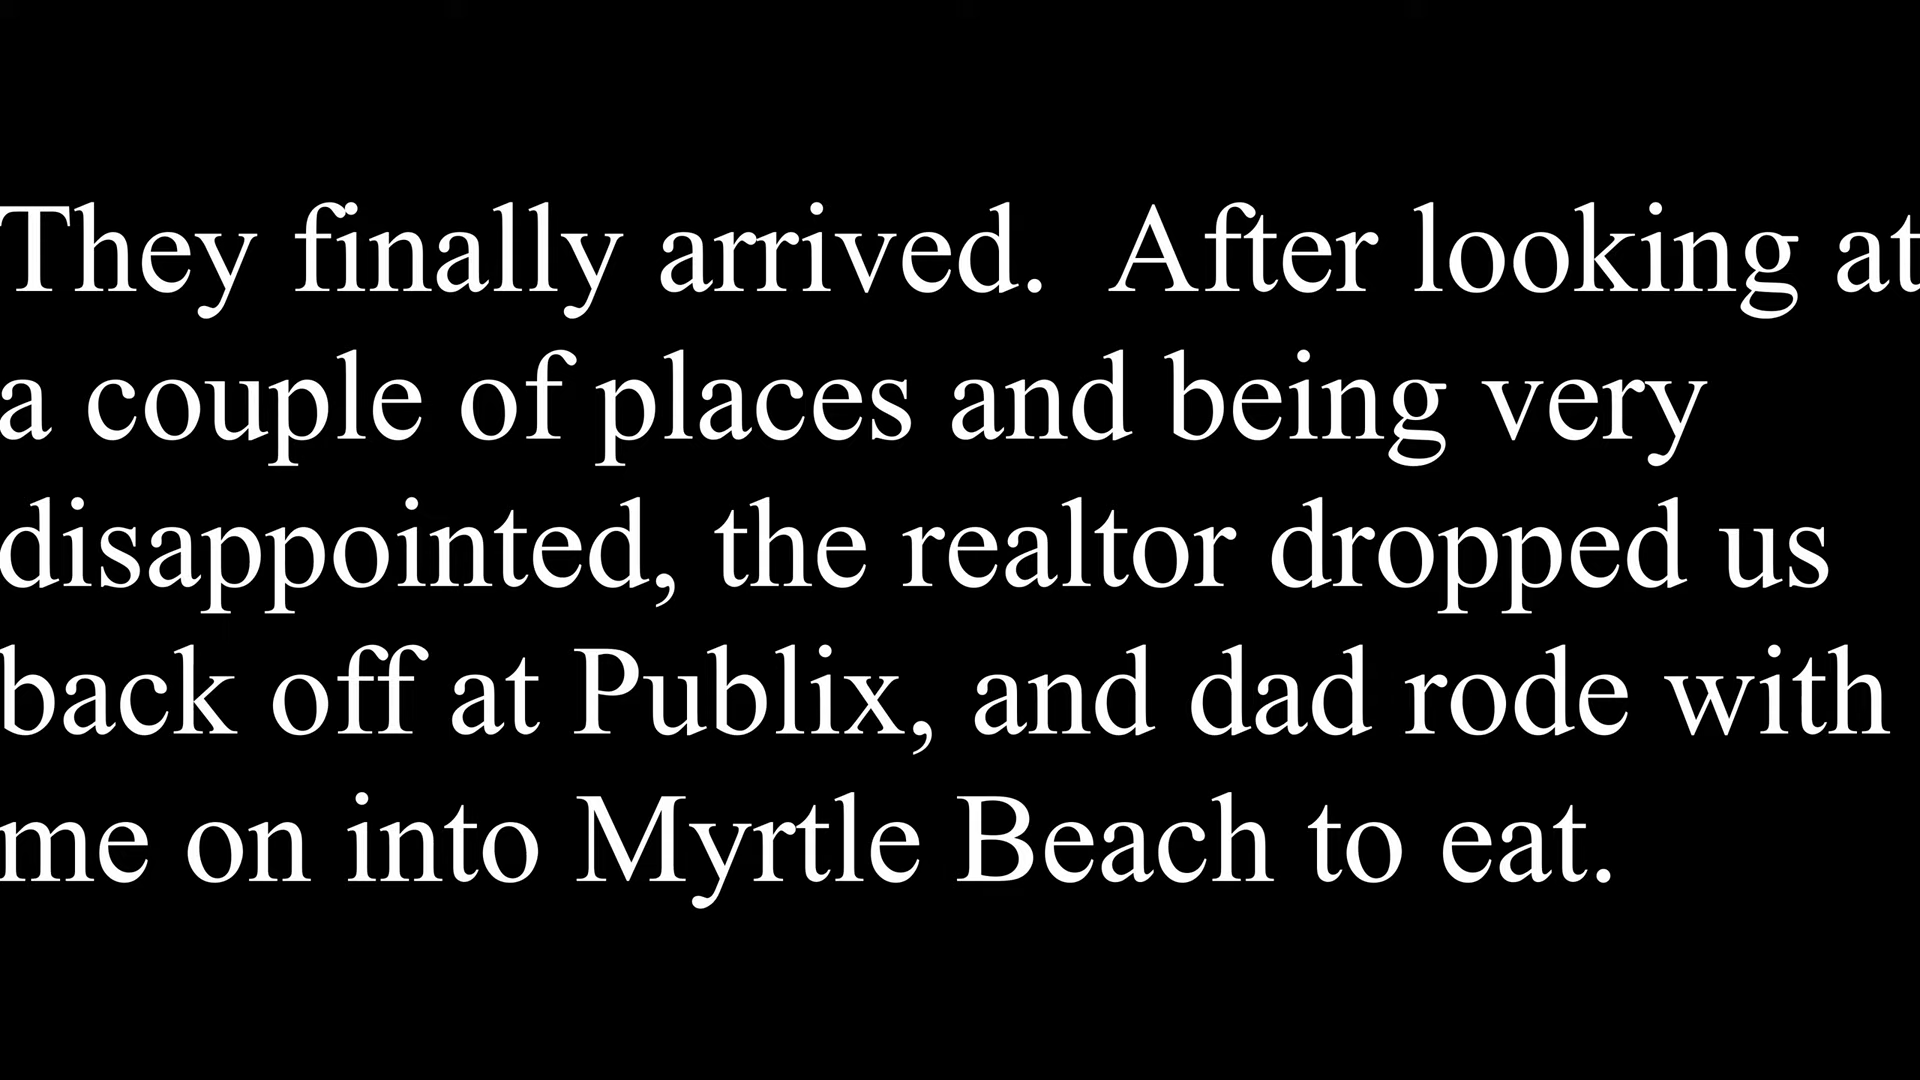 They finally arrived.  After looking at
a couple of places and being very
disappointed, the realtor dropped us
back off at Publix, and dad rode with
me on into Myrtle Beach to eat.